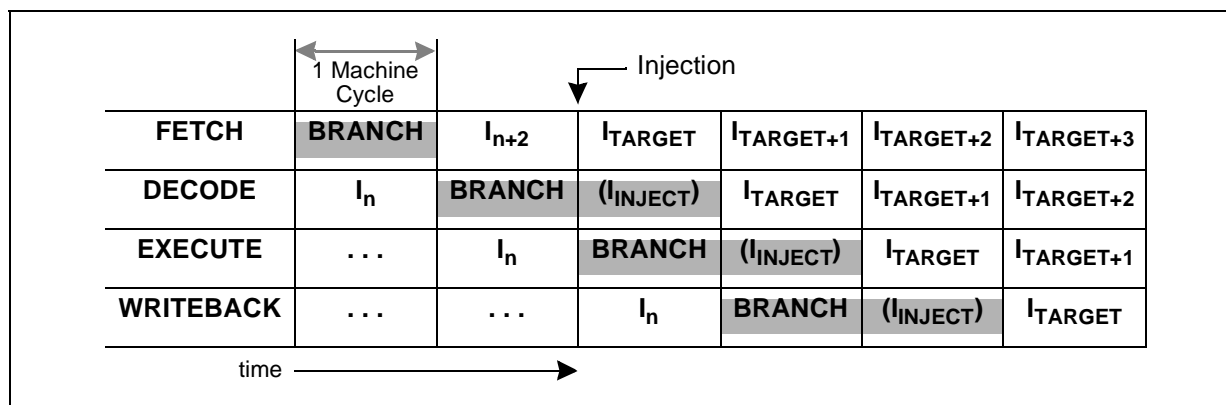 1 Machine
Cycle
Injection
FETCH BRANCH In+2 ITARGET ITARGET+1 ITARGET+2 ITARGET+3
DECODE In BRANCH (IINJECT) ITARGET ITARGET+1 ITARGET+2
EXECUTE . . . In BRANCH (IINJECT) ITARGET ITARGET+1
WRITEBACK . . . . . . In BRANCH (IINJECT) ITARGET
time